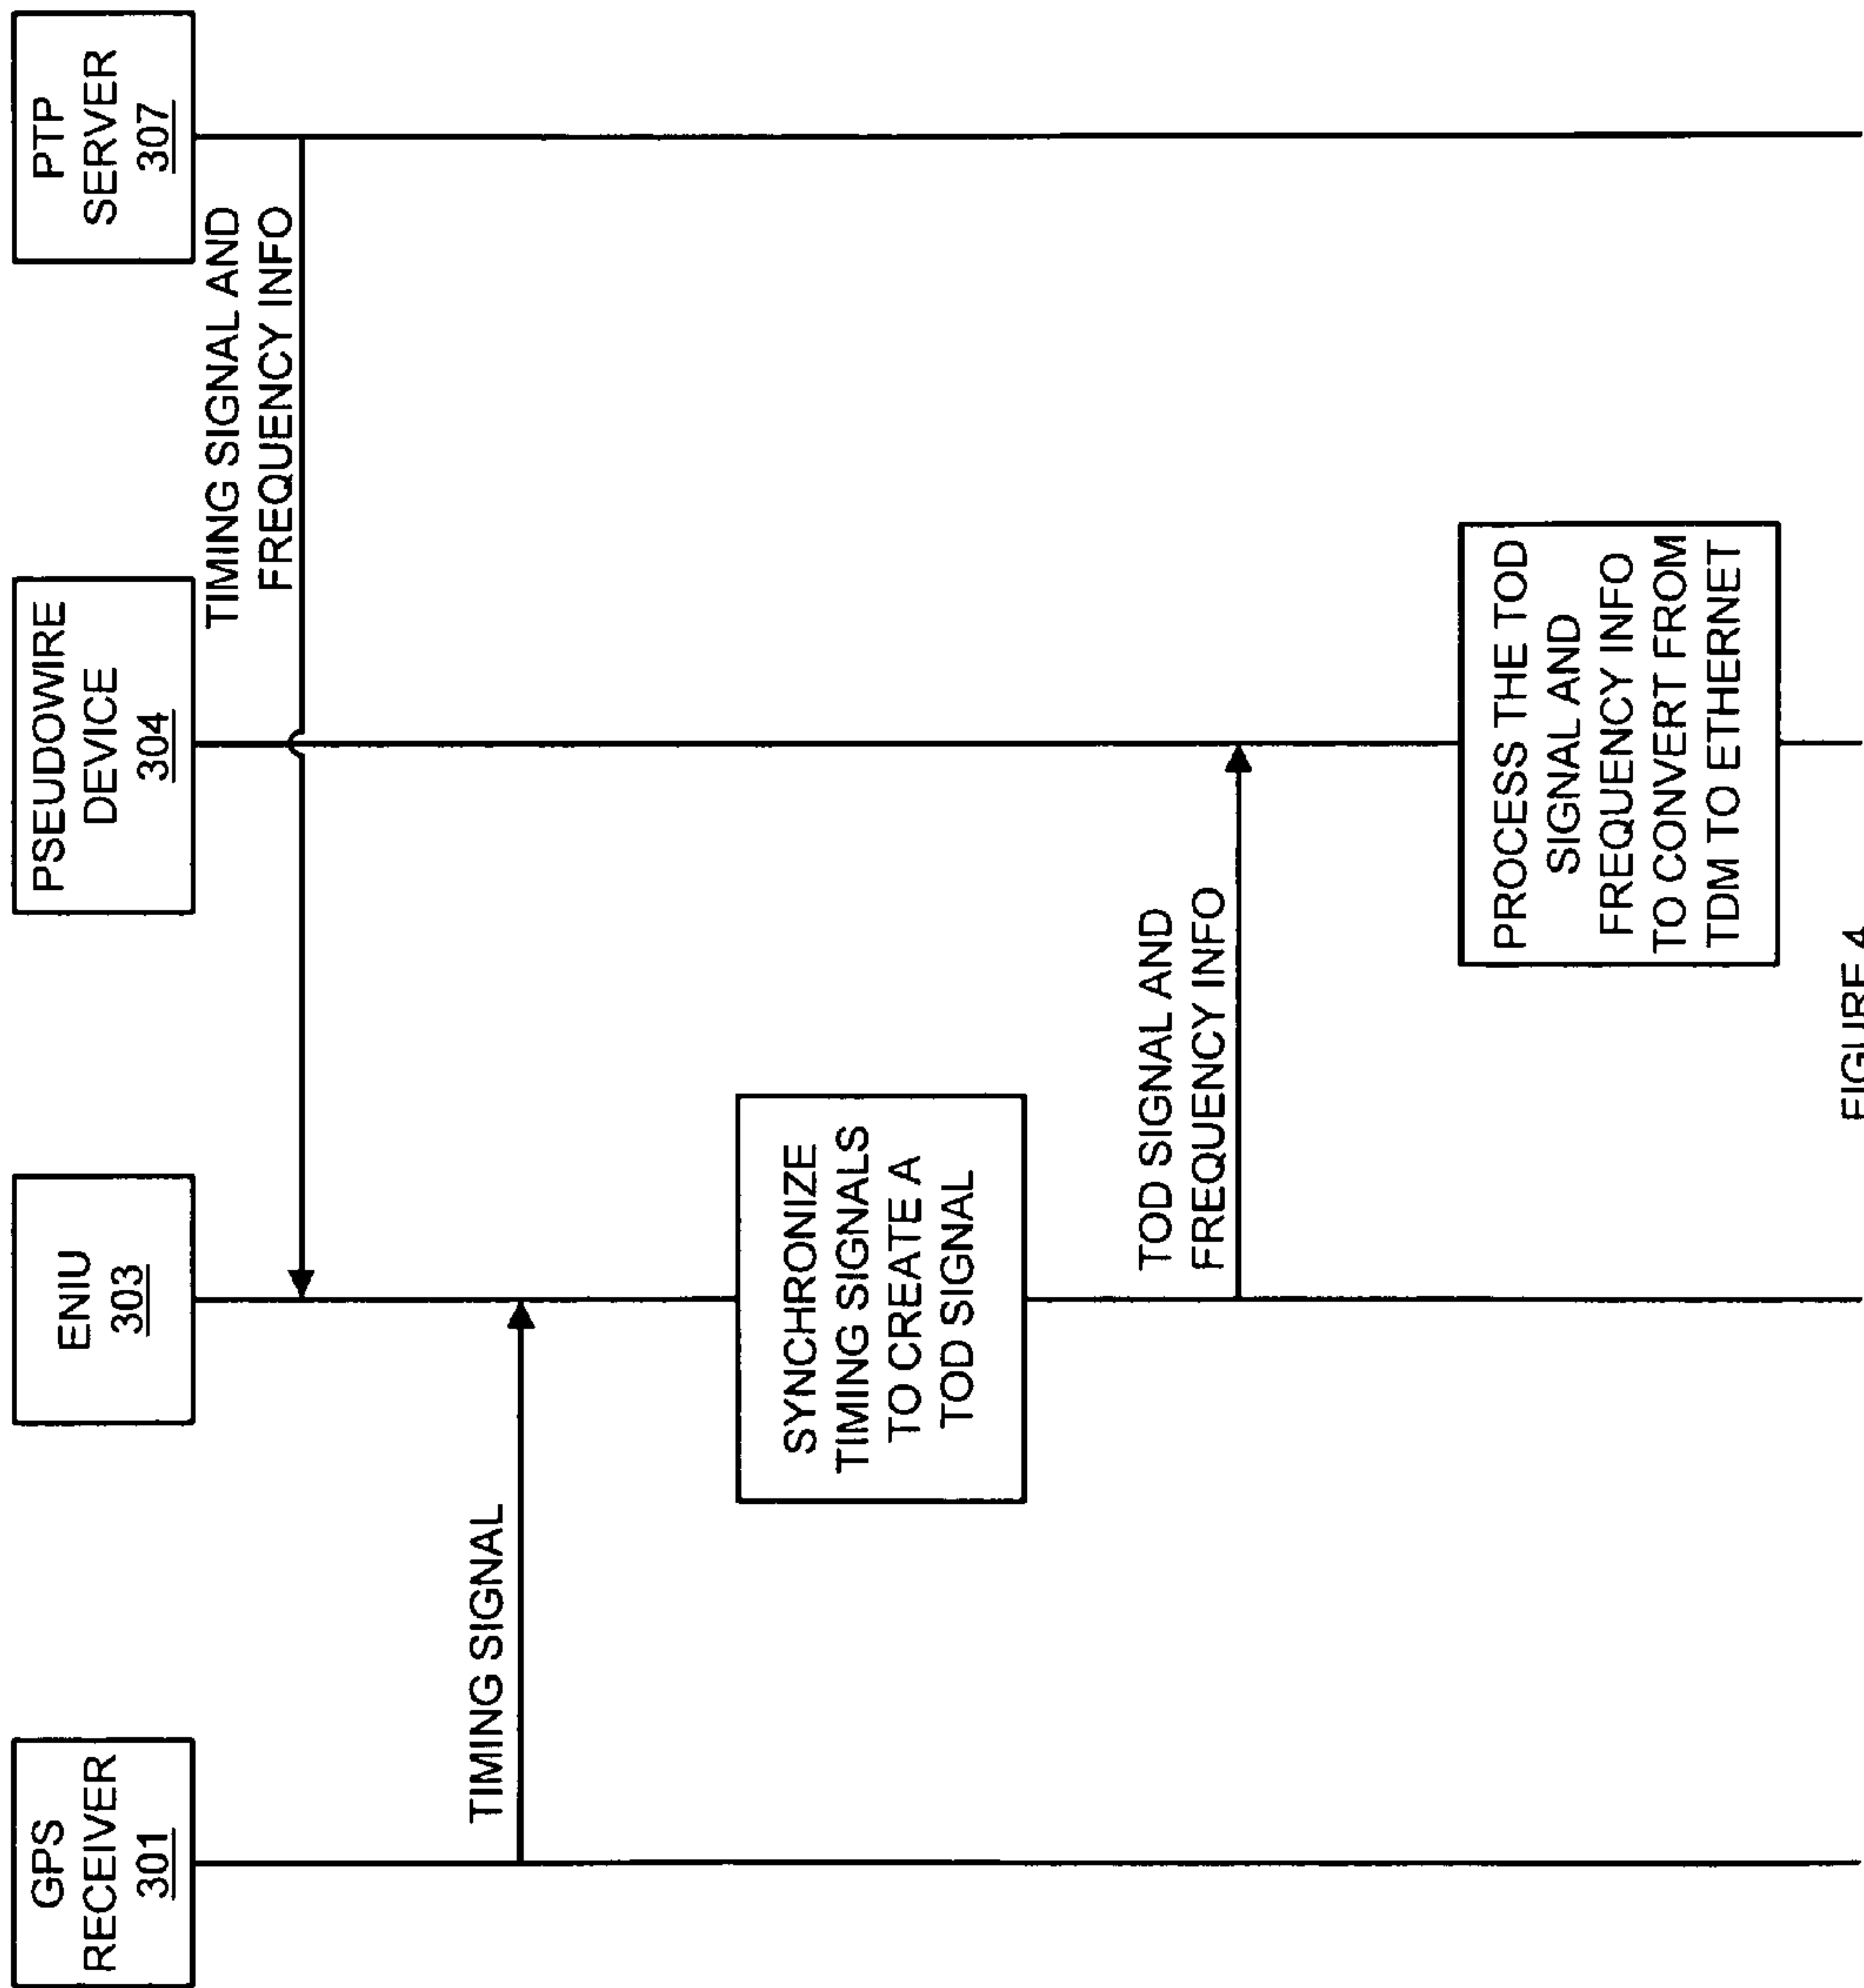 GPS
RECEIVER
301
ENIU
303
PSEUDOWIRE
DEVICE
304
PTP
SERVER
307
TIMING SIGNAL AND
FREQUENCY INFO
TIMING SIGNAL
SYNCHRONIZE
TIMING SIGNALS
TO CREATE A
TOD SIGNAL
TOD SIGNAL AND
FREQUENCY INFO
PROCESS THE TOD
SIGNAL AND
FREQUENCY INFO
TO CONVERT FROM
TDM TO ETHERNET
FIGURE 4